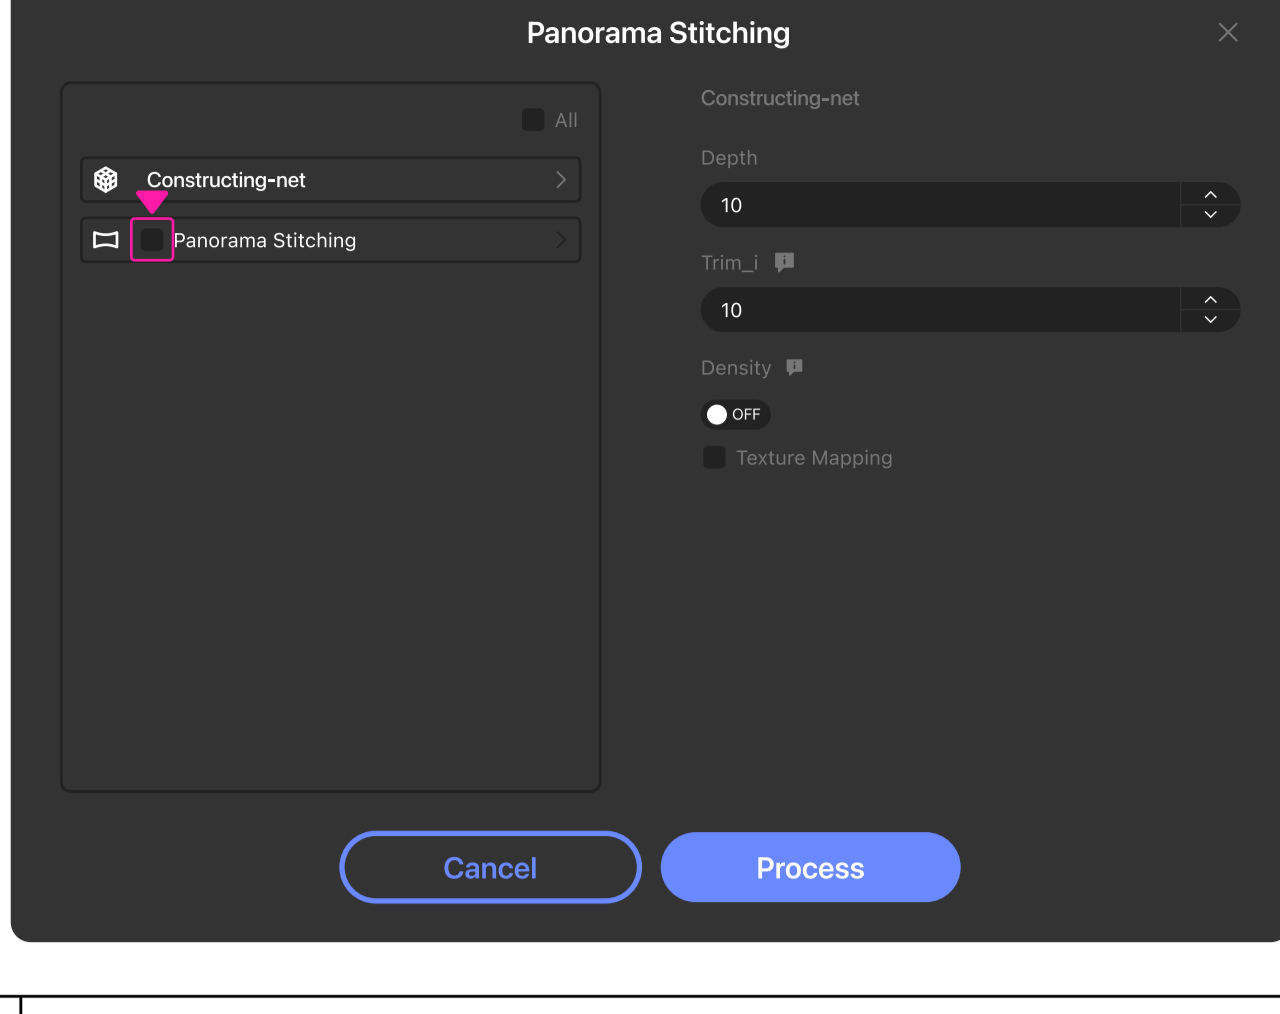 Panorama Stitching
All
Constructing-net
Panorama Stitching
Constructing-net
Depth
10
Trim_i
10
Density
OFF
Texture Mapping
Cancel
Process